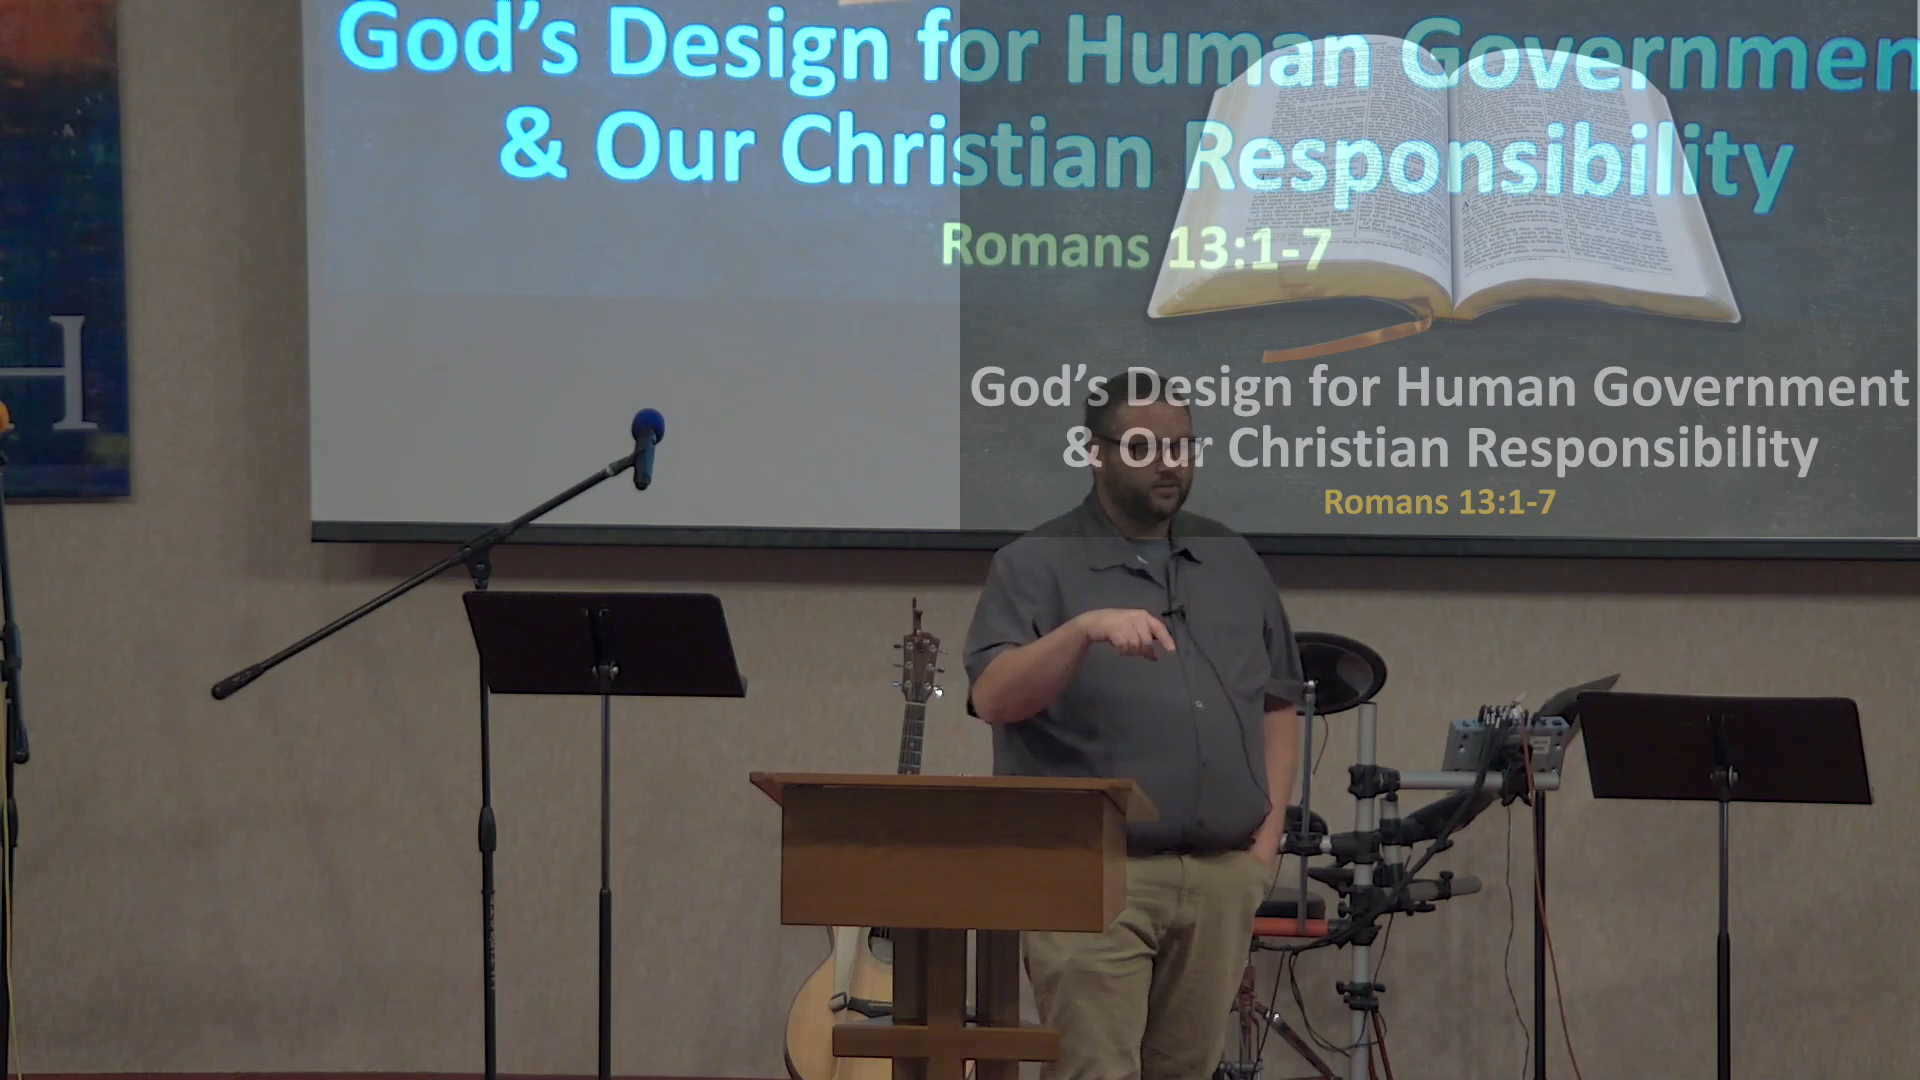 God's Design for Human Governmen
& Our Christian Responsibility
Romans 13:1-7
God's Design for Human Government
& Our Christian Responsibility
Romans 13:1-7
H